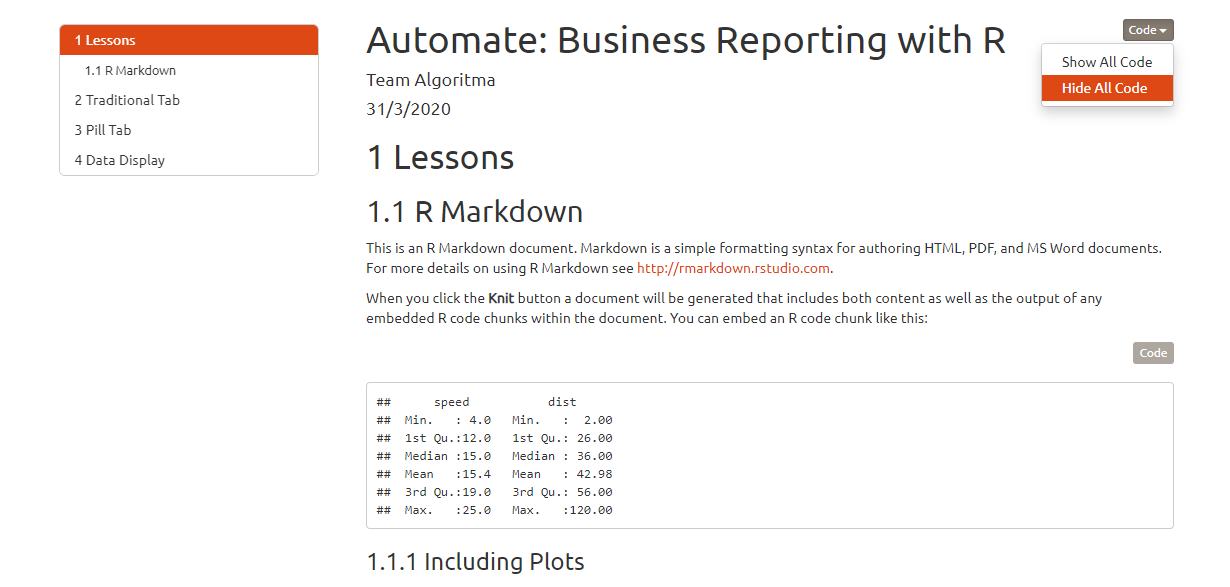 1 Lessons
1.1 R Markdown
2 Traditional Tab
3 Pill Tab
4 Data Display
Automate: Business Reporting with R
Code
Show All Code
Hide All Code
Team Algoritma
31/3/2020
1 Lessons
1.1 R Markdown
This is an R Markdown document. Markdown is a simple formatting syntax for authoring HTML, PDF, and MS Word documents.
For more details on using R Markdown see http://rmarkdown.rstudio.com.
When you click the Knit button a document will be generated that includes both content as well as the output of any
embedded R code chunks within the document. You can embed an R code chunk like this:
Code
##      speed           dist
##  Min.   : 4.0   Min.   :  2.00
##  1st Qu.:12.0   1st Qu.: 26.00
##  Median :15.0   Median : 36.00
##  Mean   :15.4   Mean   : 42.98
##  3rd Qu.:19.0   3rd Qu.: 56.00
##  Max.   :25.0   Max.   :120.00
1.1.1 Including Plots